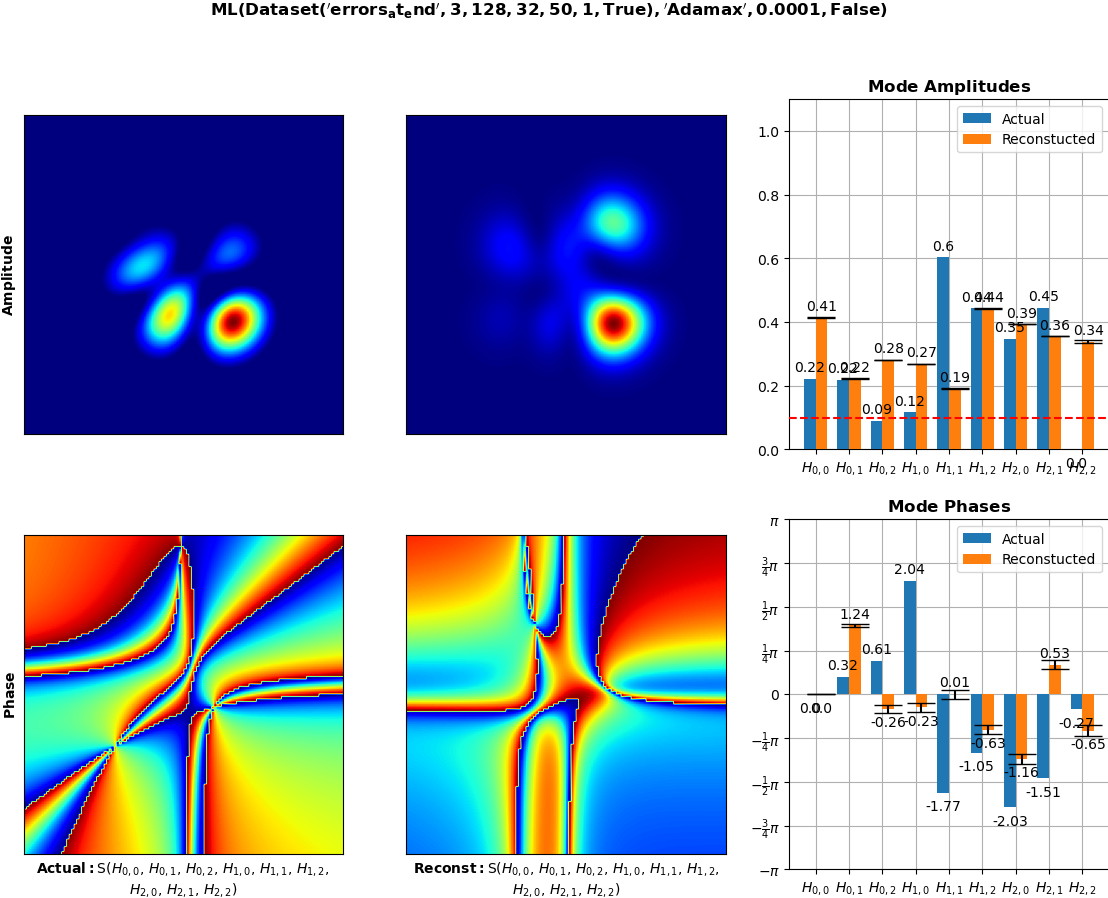 ML(Dataset('errors_at_end', 3, 128, 32, 50, 1, True), 'Adamax', 0.0001, False)
Mode Amplitudes
Actual
Reconstucted
1.0
0.8
0.6
0.4
0.2
0.0
0.22 0.41 0.22 0.22 0.09 0.28 0.12 0.27 0.6 0.19 0.44 0.44 0.35 0.39 0.45 0.36 0.0 0.34
H0,0 H0,1 H0,2 H1,0 H1,1 H1,2 H2,0 H2,1 H2,2
Amplitude
Mode Phases
Actual
Reconstucted
π
3/4π
1/2π
1/4π
0
−1/4π
−1/2π
−3/4π
−π
0.0 0.0 0.32 1.24 0.61 -0.26 2.04 -0.23 -1.77 0.01 -1.05 -0.63 -2.03 -1.16 -1.51 0.53 -0.27 -0.65
H0,0 H0,1 H0,2 H1,0 H1,1 H1,2 H2,0 H2,1 H2,2
Phase
Actual: S(H0,0, H0,1, H0,2, H1,0, H1,1, H1,2,
H2,0, H2,1, H2,2)
Reconst: S(H0,0, H0,1, H0,2, H1,0, H1,1, H1,2,
H2,0, H2,1, H2,2)